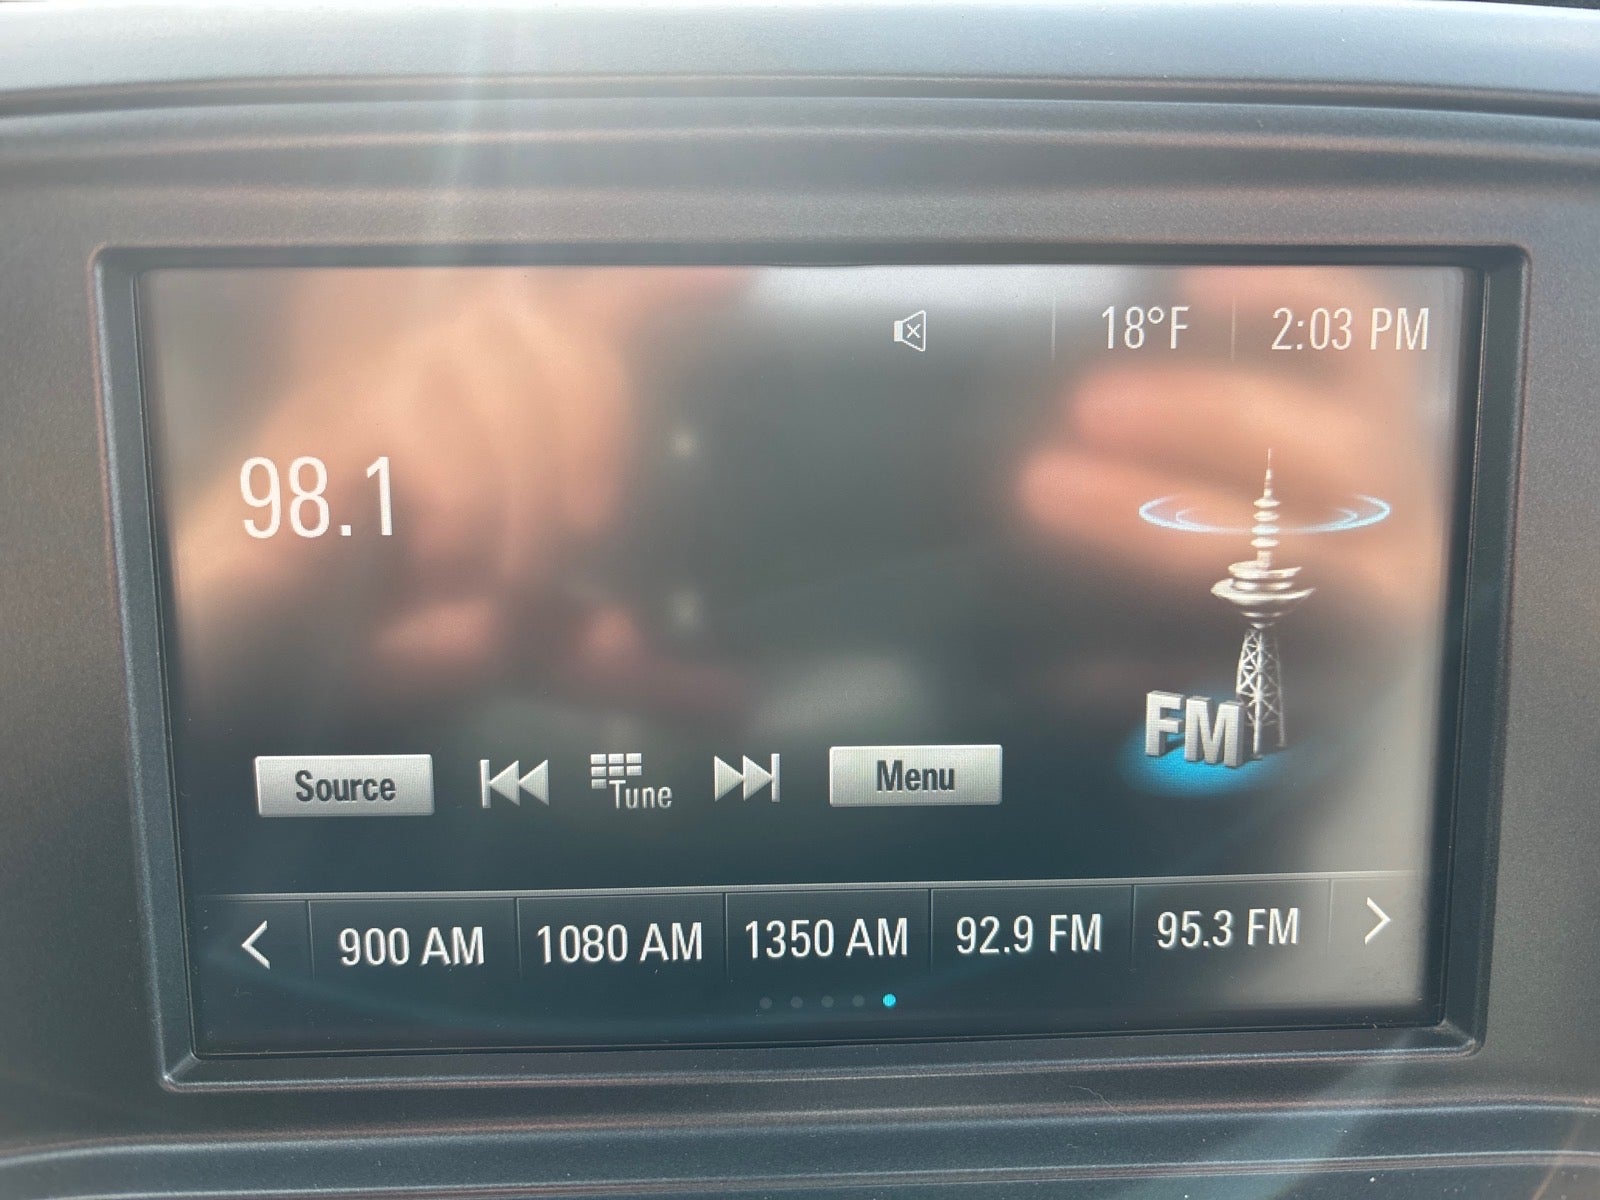 18°F 2:03 PM
98.1
FM
Source Tune Menu
900 AM 1080 AM 1350 AM 92.9 FM 95.3 FM